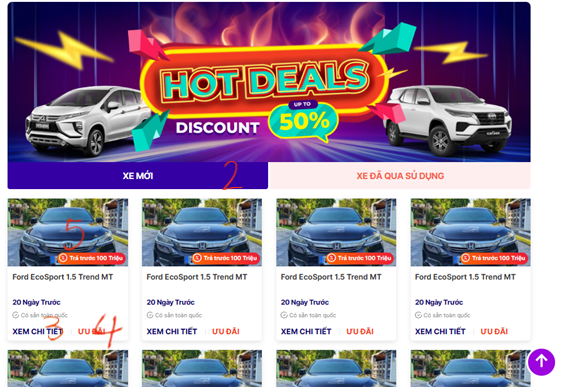 HOT DEALS
DISCOUNT UP TO 50%
XE MỚI 2 XE ĐÃ QUA SỬ DỤNG
5
Trả trước 100 Triệu Trả trước 100 Triệu Trả trước 100 Triệu Trả trước 100 Triệu
Ford EcoSport 1.5 Trend MT Ford EcoSport 1.5 Trend MT Ford EcoSport 1.5 Trend MT Ford EcoSport 1.5 Trend MT
20 Ngày Trước 20 Ngày Trước 20 Ngày Trước 20 Ngày Trước
Có sẵn toàn quốc Có sẵn toàn quốc Có sẵn toàn quốc Có sẵn toàn quốc
3 4
XEM CHI TIẾT ƯU ĐÃI XEM CHI TIẾT ƯU ĐÃI XEM CHI TIẾT ƯU ĐÃI XEM CHI TIẾT ƯU ĐÃI